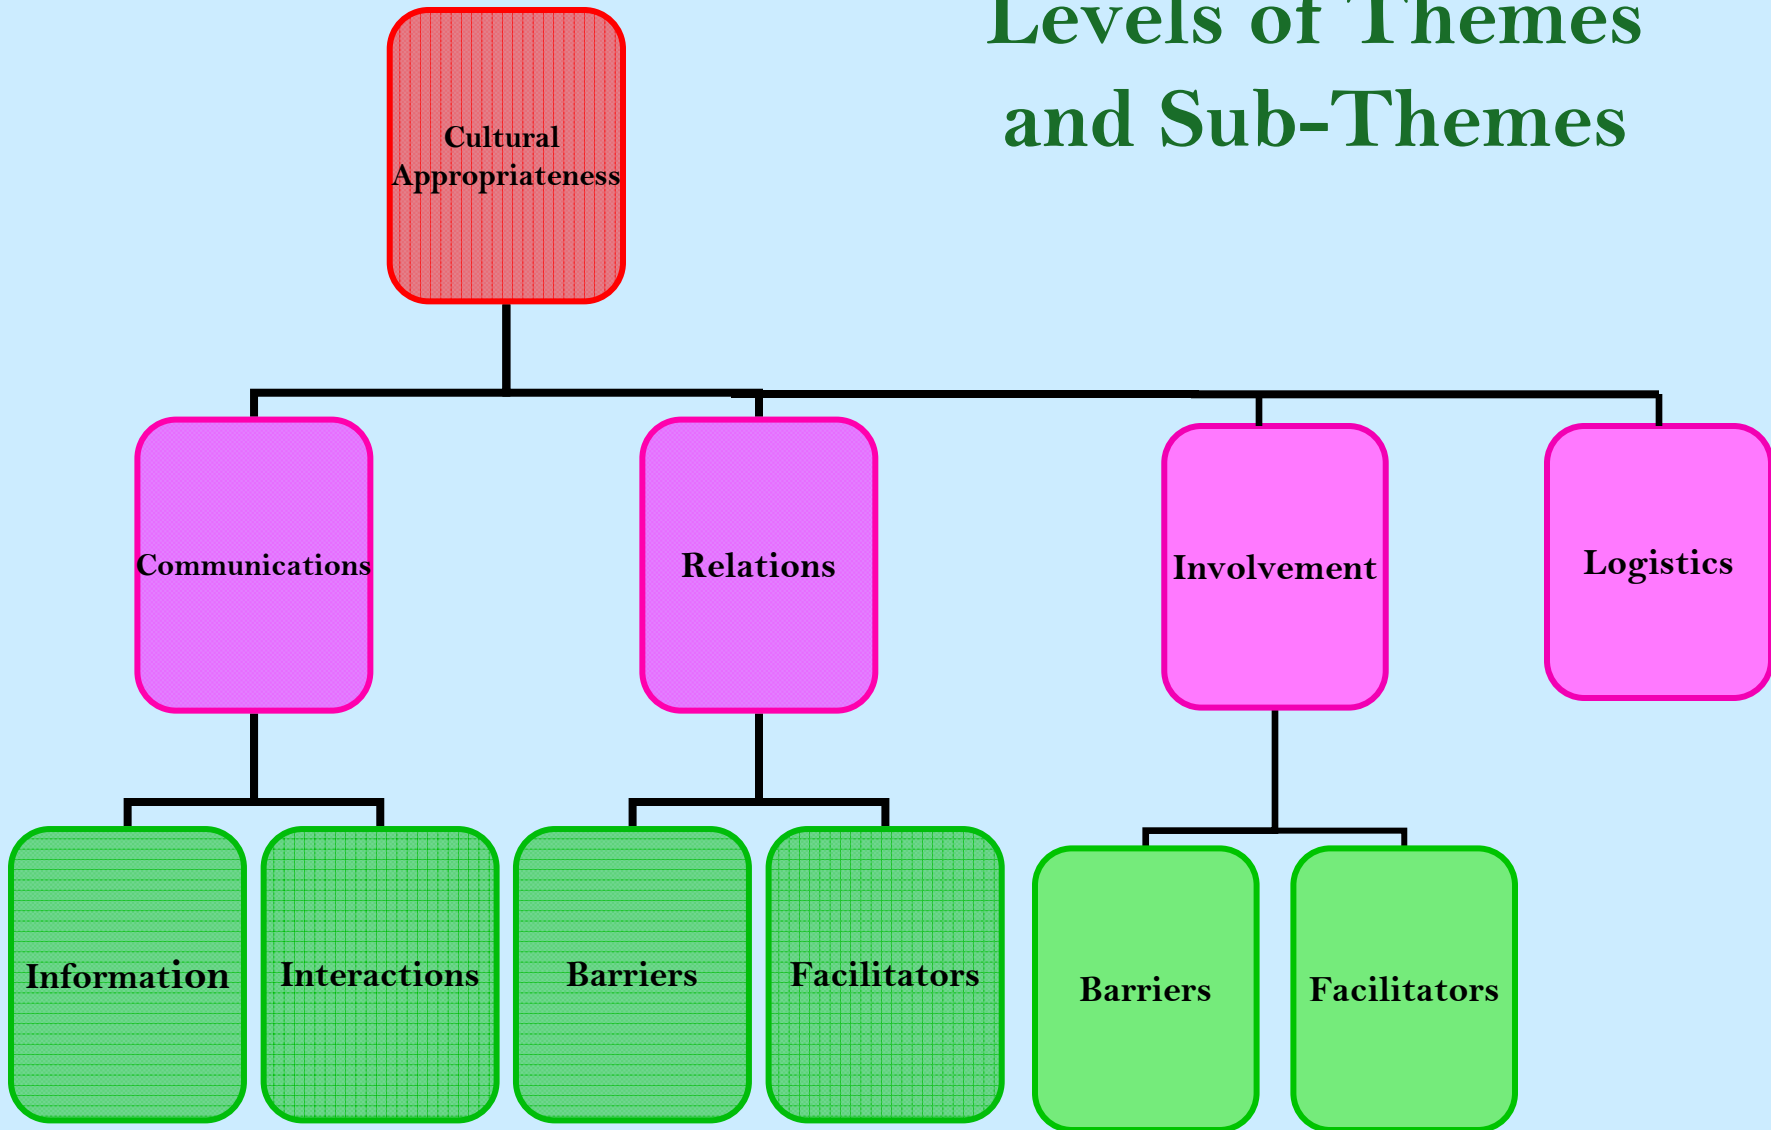 Levels of Themes
and Sub-Themes
Cultural
Appropriateness
Communications
Relations
Involvement
Logistics
Information
Interactions
Barriers
Facilitators
Barriers
Facilitators